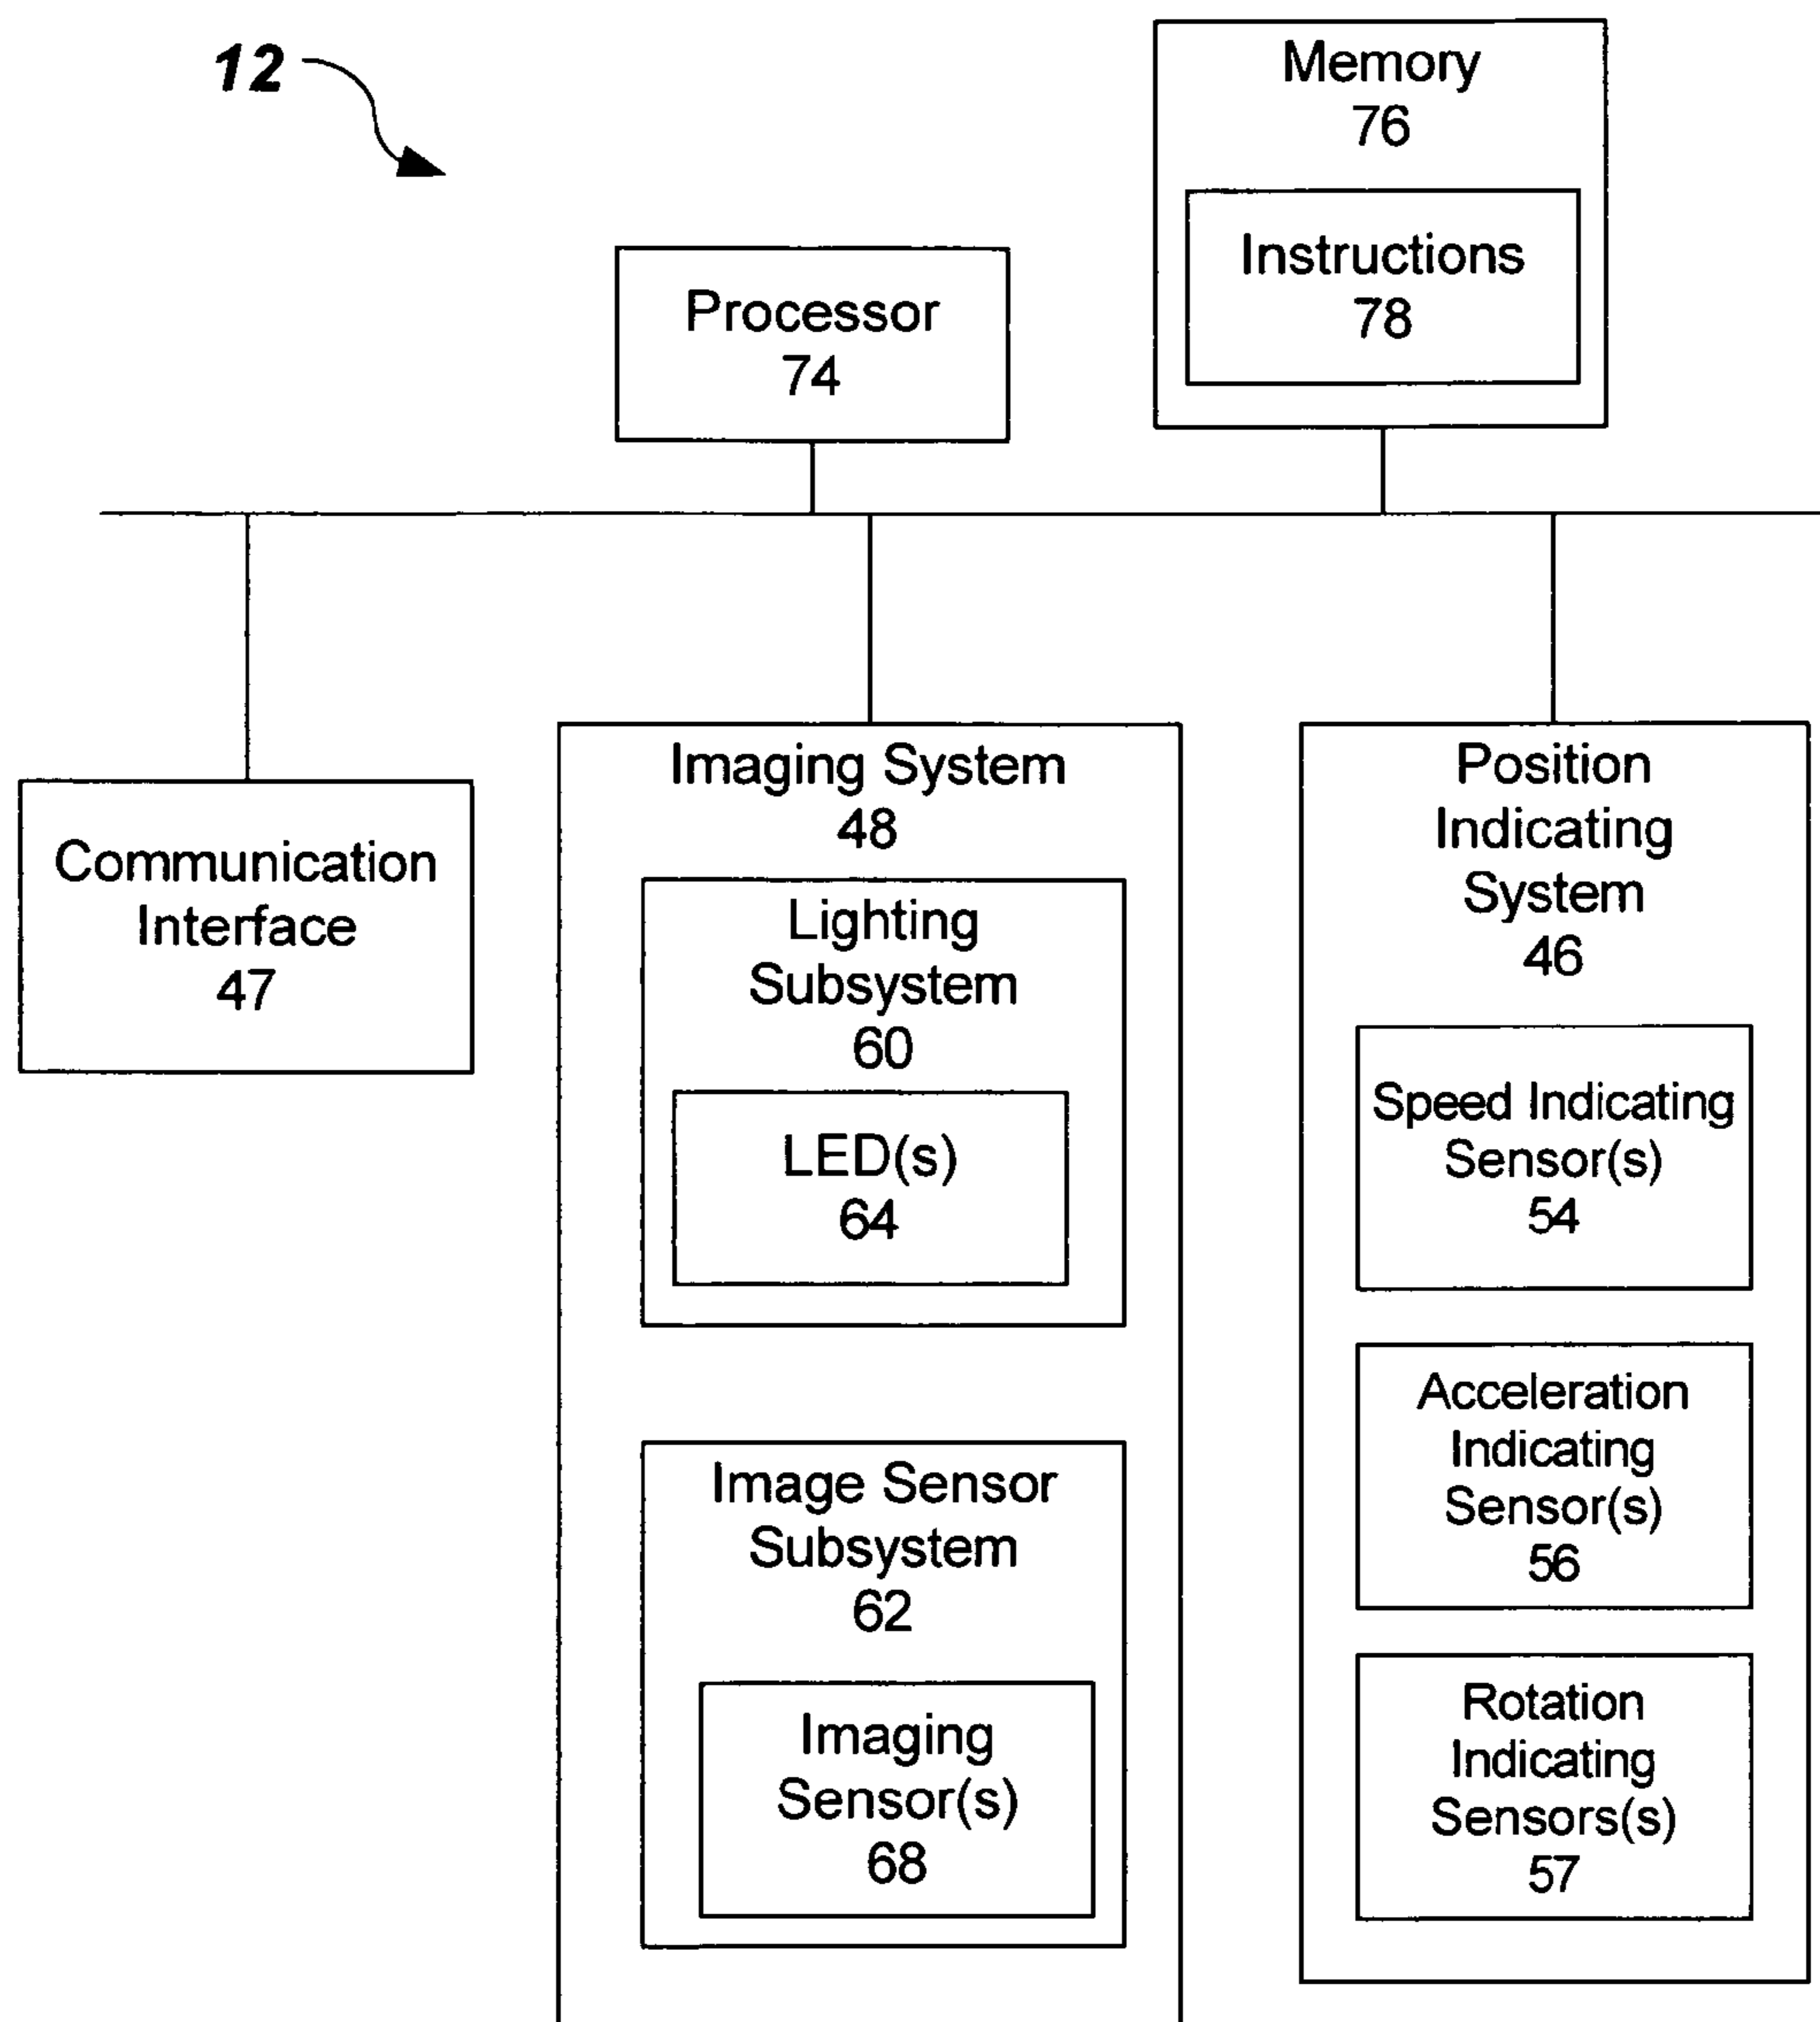 12
Memory
76
Instructions
78
Processor
74
Communication
Interface
47
Imaging System
48
Lighting
Subsystem
60
LED(s)
64
Image Sensor
Subsystem
62
Imaging
Sensor(s)
68
Position
Indicating
System
46
Speed Indicating
Sensor(s)
54
Acceleration
Indicating
Sensor(s)
56
Rotation
Indicating
Sensors(s)
57